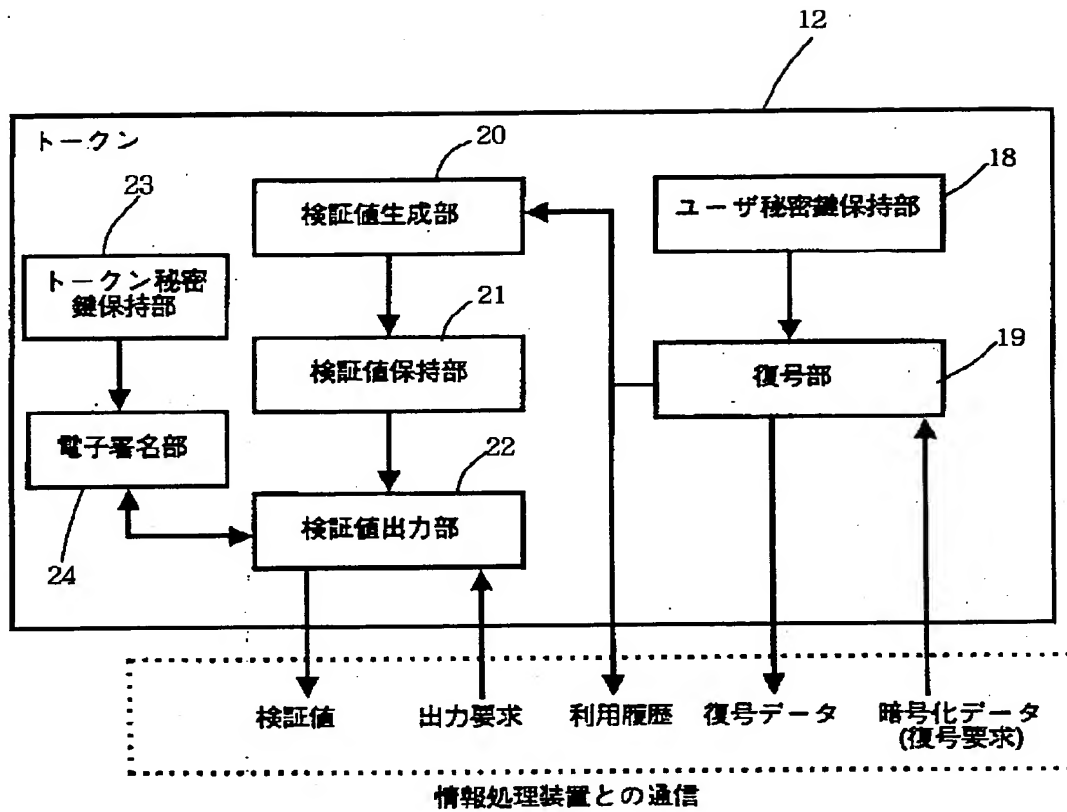 12
トークン
20
18
23
検証値生成部
ユーザ秘密鍵保持部
トークン秘密
鍵保持部
21
19
検証値保持部
復号部
電子署名部
22
検証値出力部
24
検証値
出力要求
利用履歴
復号データ
暗号化データ
(復号要求)
情報処理装置との通信